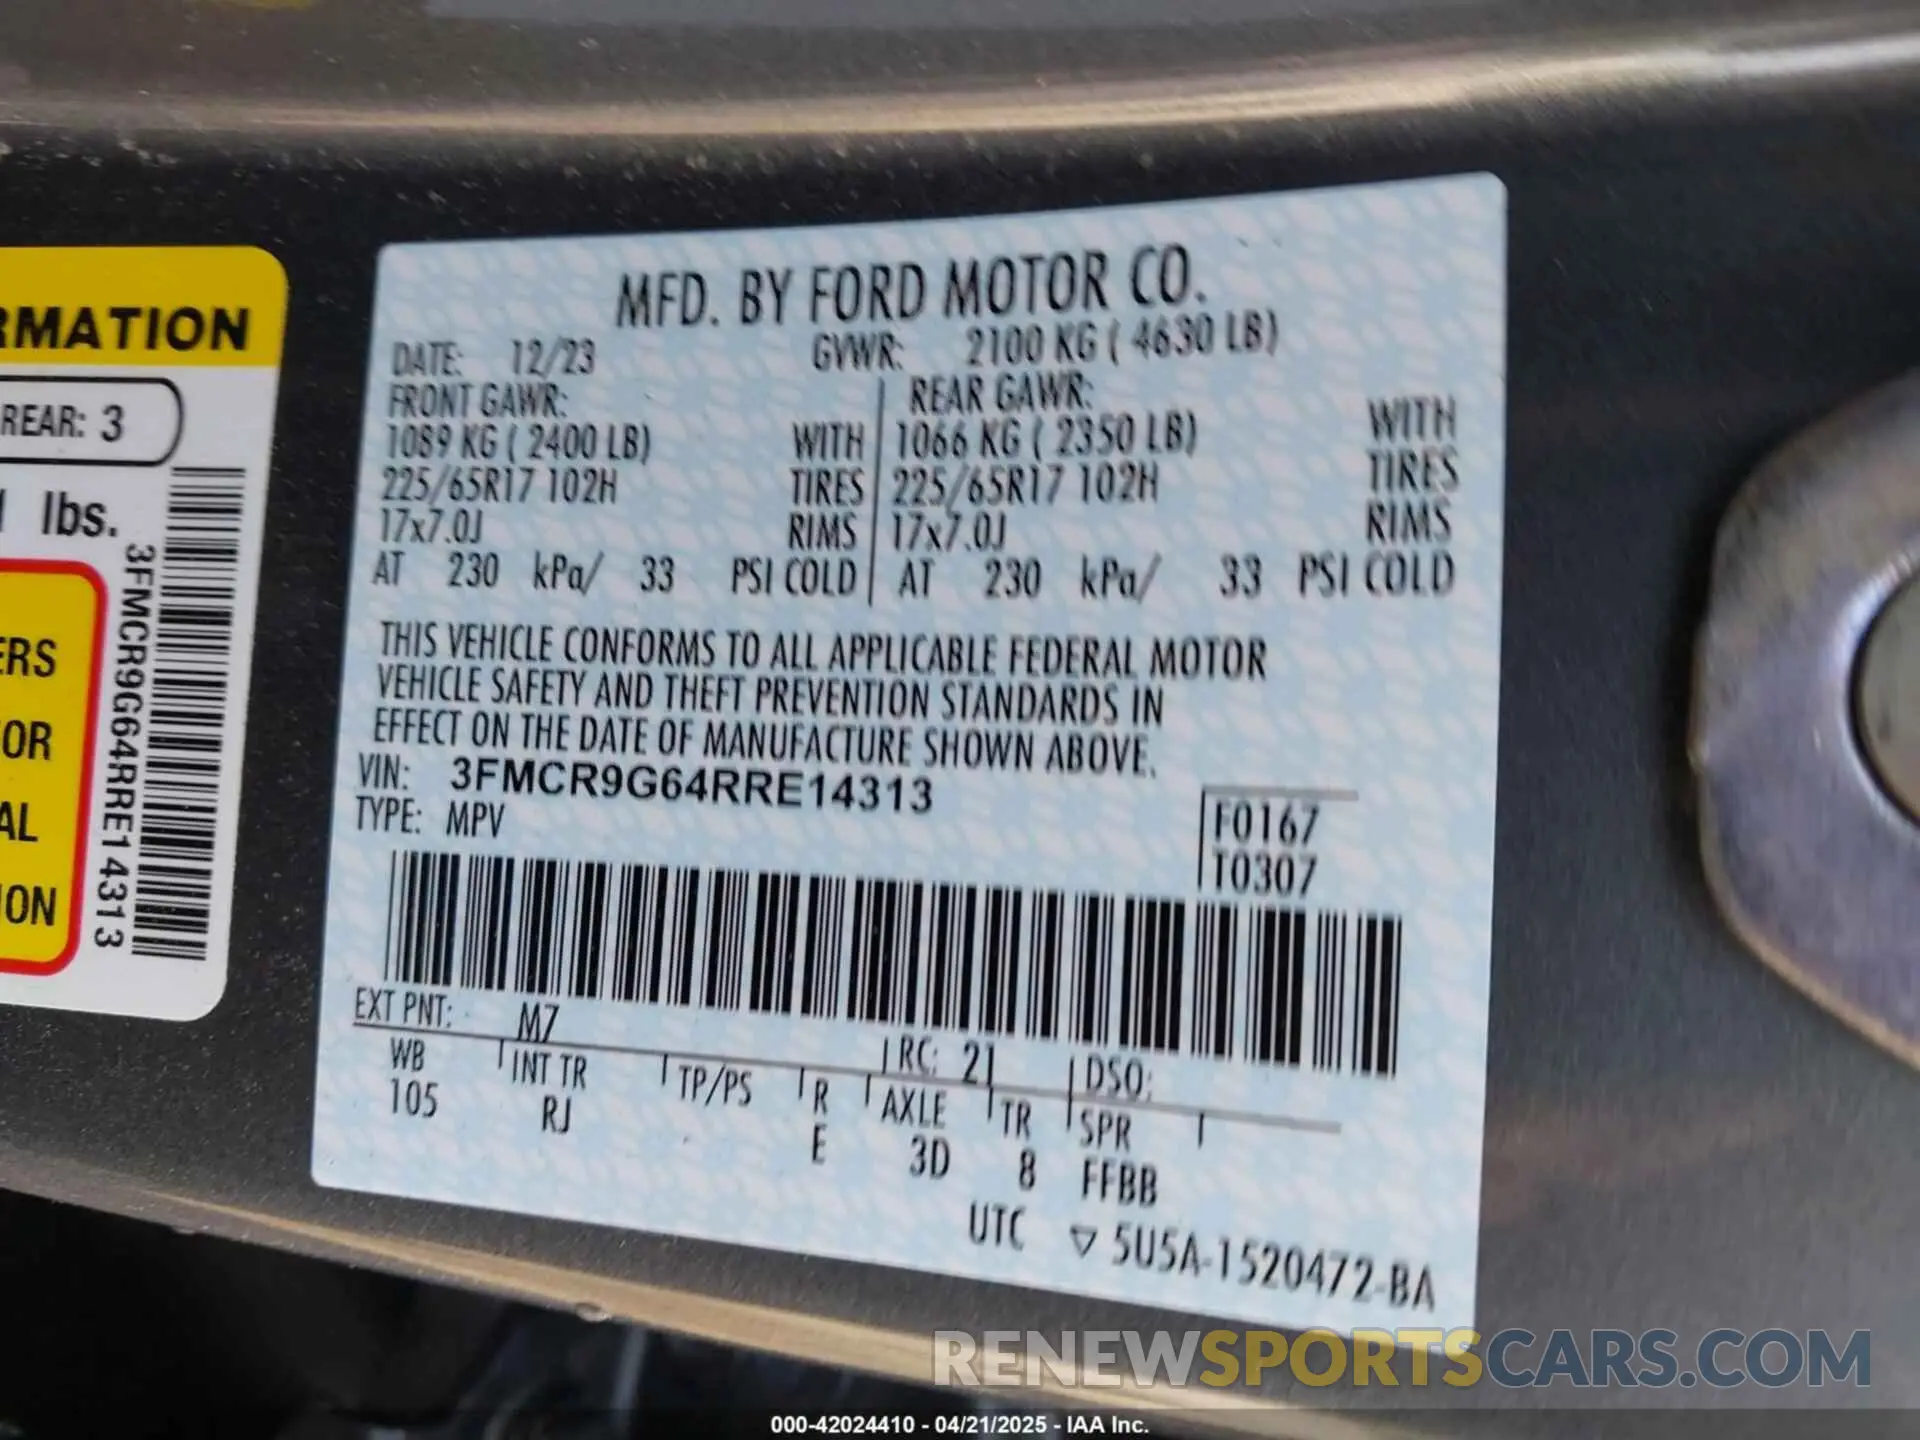 RMATION
REAR: 3
lbs.
ERS
OR
AL
ION
3FMCR9G64RRE14313
MFD. BY FORD MOTOR CO.
DATE: 12/23 GVWR: 2100 KG ( 4630 LB)
FRONT GAWR: REAR GAWR:
1089 KG ( 2400 LB) WITH 1066 KG ( 2350 LB) WITH
225/65R17 102H TIRES 225/65R17 102H TIRES
17x7.0J RIMS 17x7.0J RIMS
AT 230 kPa/ 33 PSI COLD AT 230 kPa/ 33 PSI COLD
THIS VEHICLE CONFORMS TO ALL APPLICABLE FEDERAL MOTOR
VEHICLE SAFETY AND THEFT PREVENTION STANDARDS IN
EFFECT ON THE DATE OF MANUFACTURE SHOWN ABOVE.
VIN: 3FMCR9G64RRE14313
TYPE: MPV
F0167
T0307
EXT PNT: M7 RC: 21 DSO:
WB INT TR TP/PS R AXLE TR SPR
105 RJ E 3D 8 FFBB
UTC ▽ 5U5A-1520472-BA
RENEWSPORTSCARS.COM
000-42024410 - 04/21/2025 - IAA Inc.